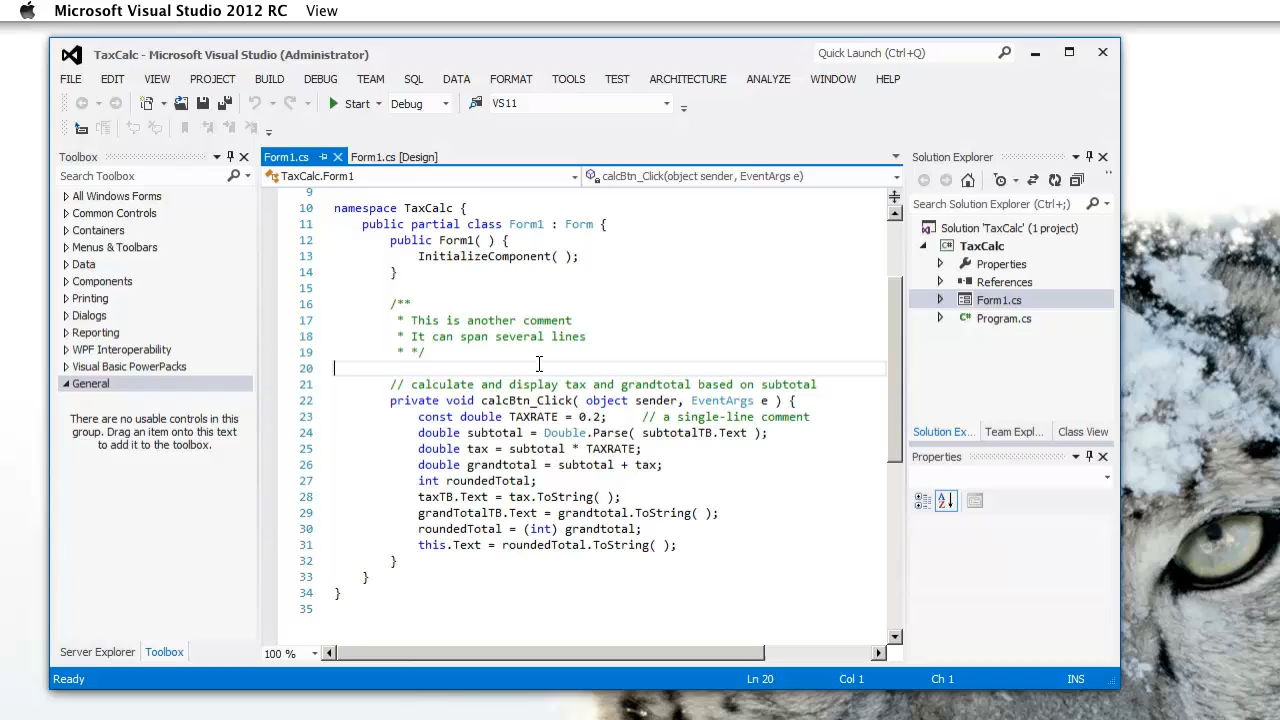 Microsoft Visual Studio 2012 RC View
TaxCalc - Microsoft Visual Studio (Administrator)
Quick Launch (Ctrl+Q)
FILE EDIT VIEW PROJECT BUILD DEBUG TEAM SQL DATA FORMAT TOOLS TEST ARCHITECTURE ANALYZE WINDOW HELP
Start Debug VS11
Toolbox
Search Toolbox
All Windows Forms
Common Controls
Containers
Menus & Toolbars
Data
Components
Printing
Dialogs
Reporting
WPF Interoperability
Visual Basic PowerPacks
General
There are no usable controls in this
group. Drag an item onto this text
to add it to the toolbox.
Server Explorer Toolbox
Form1.cs Form1.cs [Design]
TaxCalc.Form1 calcBtn_Click(object sender, EventArgs e)
9
10 namespace TaxCalc {
11 public partial class Form1 : Form {
12 public Form1( ) {
13 InitializeComponent( );
14 }
15
16 /**
17 * This is another comment
18 * It can span several lines
19 * */
20
21 // calculate and display tax and grandtotal based on subtotal
22 private void calcBtn_Click( object sender, EventArgs e ) {
23 const double TAXRATE = 0.2; // a single-line comment
24 double subtotal = Double.Parse( subtotalTB.Text );
25 double tax = subtotal * TAXRATE;
26 double grandtotal = subtotal + tax;
27 int roundedTotal;
28 taxTB.Text = tax.ToString( );
29 grandTotalTB.Text = grandtotal.ToString( );
30 roundedTotal = (int) grandtotal;
31 this.Text = roundedTotal.ToString( );
32 }
33 }
34 }
35
100 %
Solution Explorer
Search Solution Explorer (Ctrl+;)
Solution 'TaxCalc' (1 project)
TaxCalc
Properties
References
Form1.cs
Program.cs
Solution Ex... Team Expl... Class View
Properties
Ready Ln 20 Col 1 Ch 1 INS